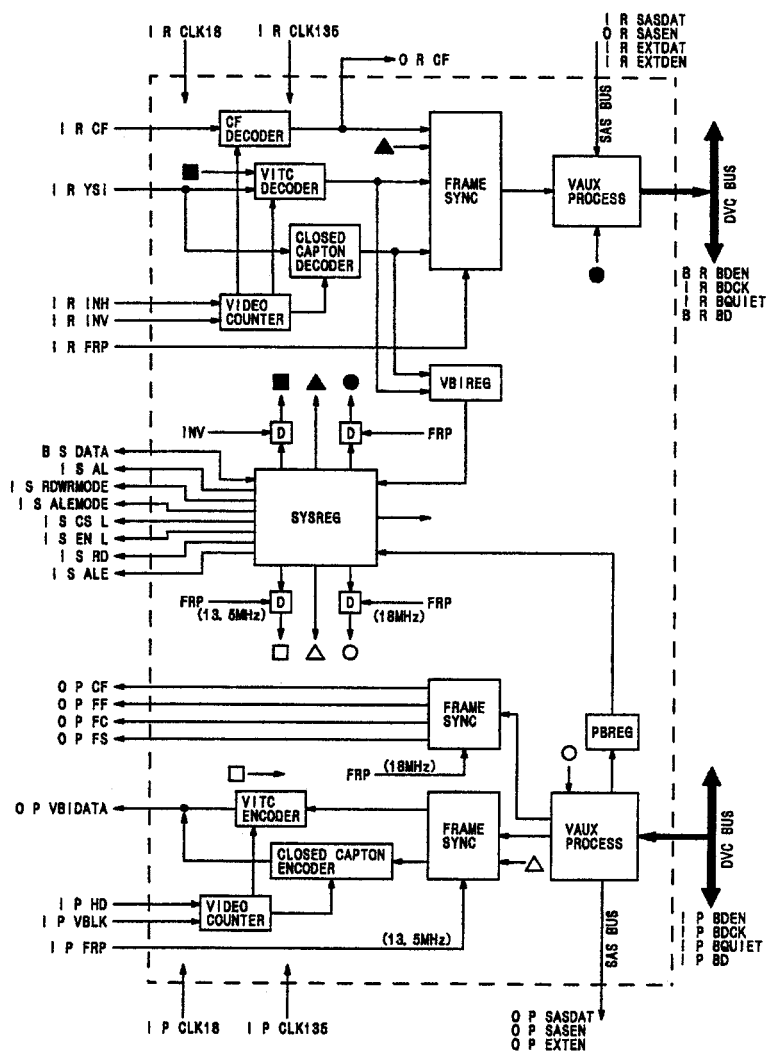 I R CLK18
I R CLK135
O R CF
I R SASDAT
O R SASEN
I R EXTDAT
I R EXTDEN
SAS BUS
I R CF
CF
DECODER
I R YSI
VITC
DECODER
FRAME
SYNC
VAUX
PROCESS
DVC BUS
CLOSED
CAPTON
DECODER
B R BDEN
I R BDCK
I R BQUIET
B R BD
I R INH
I R INV
VIDEO
COUNTER
I R FRP
VBIREG
INV
D
D
FRP
B S DATA
I S AL
I S RDWRMODE
I S ALEMODE
I S CS L
I S EN L
I S RD
I S ALE
SYSREG
FRP
(13.5MHz)
D
D
FRP
(18MHz)
O P CF
O P FF
O P FC
O P FS
FRAME
SYNC
PBREG
FRP
(18MHz)
O P VBIDATA
VITC
ENCODER
FRAME
SYNC
VAUX
PROCESS
DVC BUS
CLOSED CAPTON
ENCODER
I P HD
I P VBLK
VIDEO
COUNTER
I P FRP
(13.5MHz)
SAS BUS
I P BDEN
I P BDCK
I P BQUIET
I P BD
I P CLK18
I P CLK135
O P SASDAT
O P SASEN
O P EXTEN